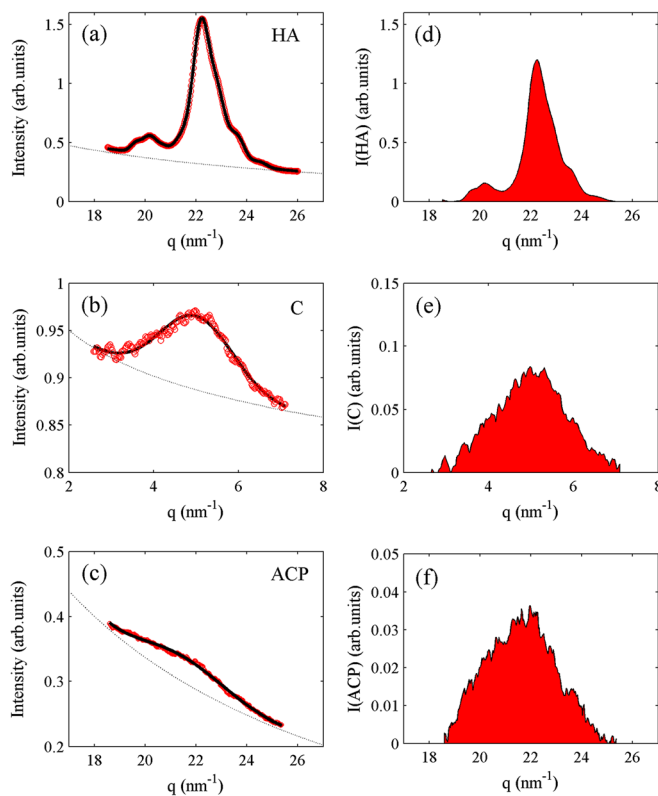 (a) HA
Intensity (arb.units)
1.5
1
0.5
0
18 20 22 24 26
q (nm⁻¹)
(d)
I(HA) (arb.units)
1.5
1
0.5
0
18 20 22 24 26
q (nm⁻¹)
(b) C
Intensity (arb.units)
1
0.95
0.9
0.85
0.8
2 4 6 8
q (nm⁻¹)
(e)
I(C) (arb.units)
0.15
0.1
0.05
0
2 4 6 8
q (nm⁻¹)
(c) ACP
Intensity (arb.units)
0.5
0.4
0.3
0.2
18 20 22 24 26
q (nm⁻¹)
(f)
I(ACP) (arb.units)
0.05
0.04
0.03
0.02
0.01
0
18 20 22 24 26
q (nm⁻¹)